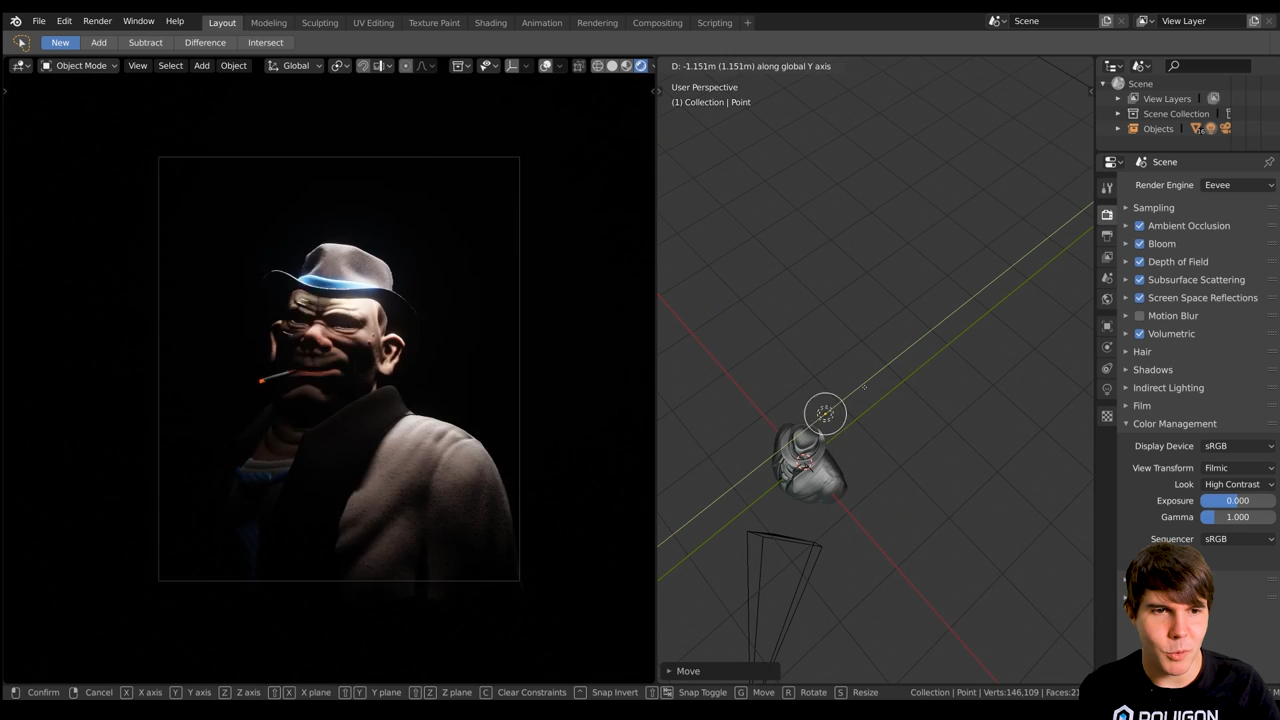 File Edit Render Window Help Layout Modeling Sculpting UV Editing Texture Paint Shading Animation Rendering Compositing Scripting + Scene View Layer
New Add Subtract Difference Intersect
Object Mode View Select Add Object Global
D: -1.151m (1.151m) along global Y axis
User Perspective
(1) Collection | Point
Scene
View Layers
Scene Collection
Objects
Scene
Render Engine Eevee
Sampling
Ambient Occlusion
Bloom
Depth of Field
Subsurface Scattering
Screen Space Reflections
Motion Blur
Volumetric
Hair
Shadows
Indirect Lighting
Film
Color Management
Display Device sRGB
View Transform Filmic
Look High Contrast
Exposure 0.000
Gamma 1.000
Sequencer sRGB
Move
Confirm Cancel X X axis Y Y axis Z Z axis X X plane Y Y plane Z Z plane C Clear Constraints Snap Invert Snap Toggle G Move R Rotate S Resize Collection | Point | Verts:146,109 | Faces:21
POLIIGON